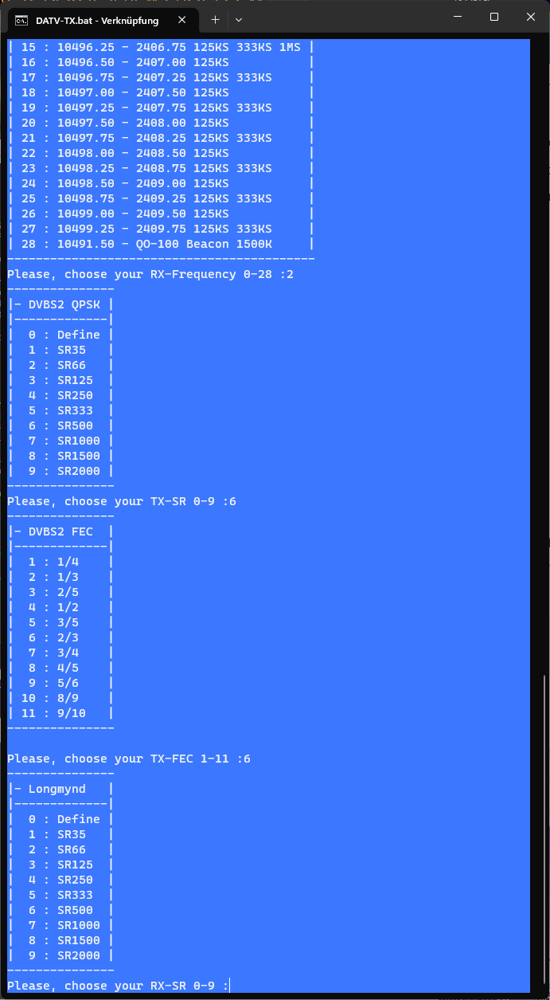 DATV-TX.bat - Verknüpfung
| 15 : 10496.25 - 2406.75 125KS 333KS 1MS |
| 16 : 10496.50 - 2407.00 125KS           |
| 17 : 10496.75 - 2407.25 125KS 333KS     |
| 18 : 10497.00 - 2407.50 125KS           |
| 19 : 10497.25 - 2407.75 125KS 333KS     |
| 20 : 10497.50 - 2408.00 125KS           |
| 21 : 10497.75 - 2408.25 125KS 333KS     |
| 22 : 10498.00 - 2408.50 125KS           |
| 23 : 10498.25 - 2408.75 125KS 333KS     |
| 24 : 10498.50 - 2409.00 125KS           |
| 25 : 10498.75 - 2409.25 125KS 333KS     |
| 26 : 10499.00 - 2409.50 125KS           |
| 27 : 10499.25 - 2409.75 125KS 333KS     |
| 28 : 10491.50 - QO-100 Beacon 1500K     |
-------------------------------------------
Please, choose your RX-Frequency 0-28 :2
---------------
|- DVBS2 QPSK |
|-------------|
|  0 : Define |
|  1 : SR35   |
|  2 : SR66   |
|  3 : SR125  |
|  4 : SR250  |
|  5 : SR333  |
|  6 : SR500  |
|  7 : SR1000 |
|  8 : SR1500 |
|  9 : SR2000 |
---------------
Please, choose your TX-SR 0-9 :6
---------------
|- DVBS2 FEC  |
|-------------|
|  1 : 1/4    |
|  2 : 1/3    |
|  3 : 2/5    |
|  4 : 1/2    |
|  5 : 3/5    |
|  6 : 2/3    |
|  7 : 3/4    |
|  8 : 4/5    |
|  9 : 5/6    |
| 10 : 8/9    |
| 11 : 9/10   |
---------------
Please, choose your TX-FEC 1-11 :6
---------------
|- Longmynd   |
|-------------|
|  0 : Define |
|  1 : SR35   |
|  2 : SR66   |
|  3 : SR125  |
|  4 : SR250  |
|  5 : SR333  |
|  6 : SR500  |
|  7 : SR1000 |
|  8 : SR1500 |
|  9 : SR2000 |
---------------
Please, choose your RX-SR 0-9 :